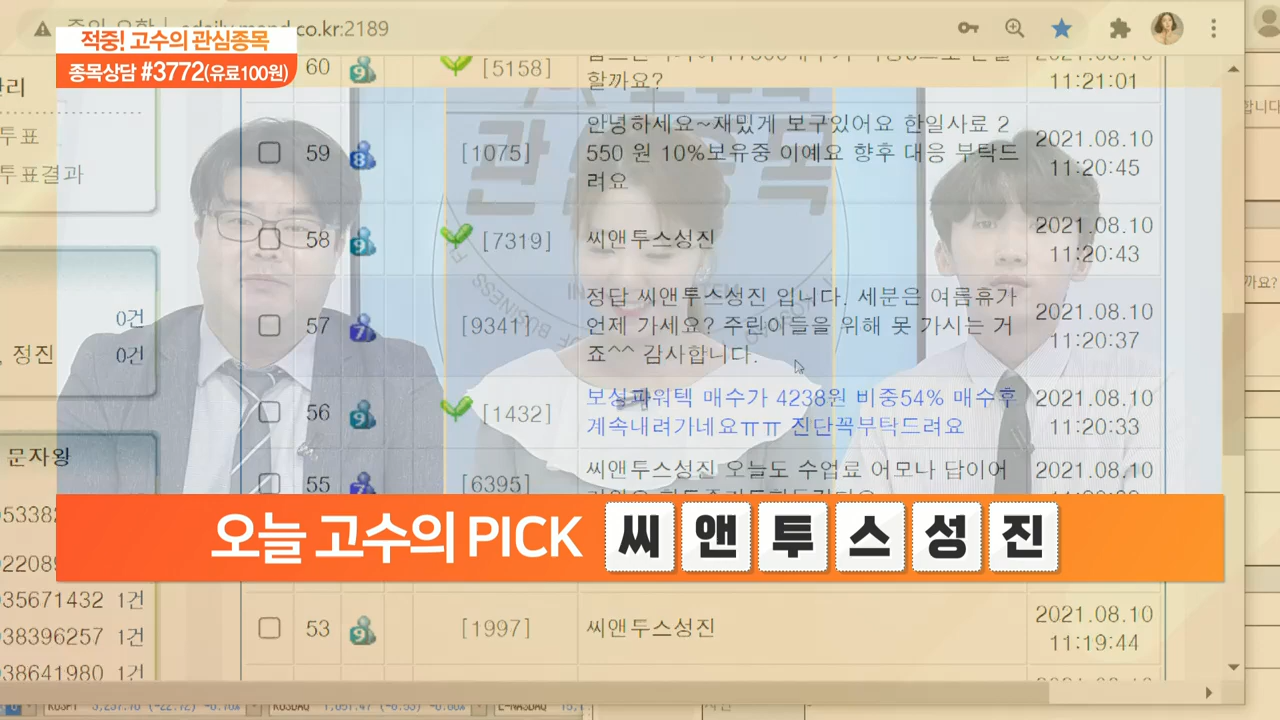 co.kr:2189
적중! 고수의 관심종목
종목상담 #3772(유료100원)
투표
투표결과
0건
, 정진
0건
문자왕
35671432 1건
38396257 1건
38641980 1건
60
[5158]
할까요?
11:21:01
59
8
[1075]
안녕하세요~재밌게 보구있어요 한일사료 2
550 원 10%보유중 이예요 향후 대응 부탁드
려요
2021.08.10
11:20:45
58
9
[7319]
씨앤투스성진
2021.08.10
11:20:43
57
7
[9341]
정답 씨앤투스성진 입니다. 세분은 여름휴가
언제 가세요? 주린이들을 위해 못 가시는 거
죠^^ 감사합니다.
2021.08.10
11:20:37
56
9
[1432]
보성파워텍 매수가 4238원 비중54% 매수후
계속내려가네요ㅠㅠ 진단꼭부탁드려요
2021.08.10
11:20:33
55
7
[6395]
씨앤투스성진 오늘도 수업료 어모나 답이어
2021.08.10
오늘 고수의 PICK 씨앤투스성진
53
9
[1997]
씨앤투스성진
2021.08.10
11:19:44